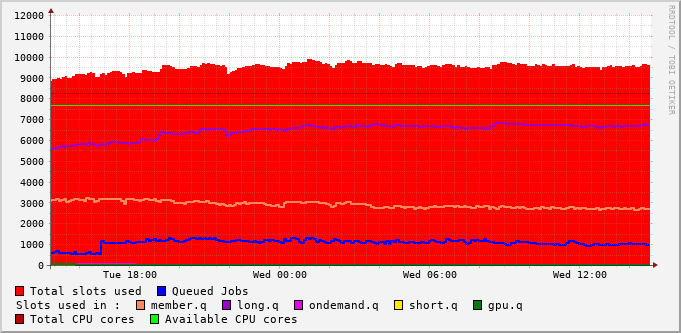 12000
11000
10000
9000
8000
7000
6000
5000
4000
3000
2000
1000
0
Tue 18:00 Wed 00:00 Wed 06:00 Wed 12:00
RRDTOOL / TOBI OETIKER
Total slots used Queued Jobs
Slots used in : member.q long.q ondemand.q short.q gpu.q
Total CPU cores Available CPU cores